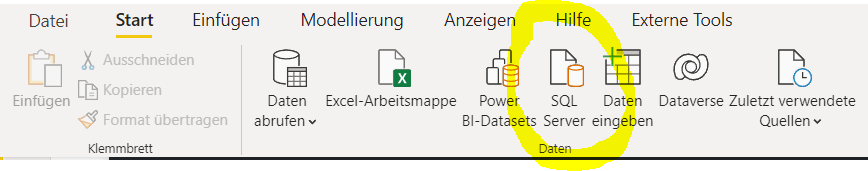 Datei Start Einfügen Modellierung Anzeigen Hilfe Externe Tools
Einfügen
Ausschneiden
Kopieren
Format übertragen
Klemmbrett
Daten
abrufen
Excel-Arbeitsmappe
Power
BI-Datasets
SQL
Server
Daten
eingeben
Dataverse
Zuletzt verwendete
Quellen
Daten